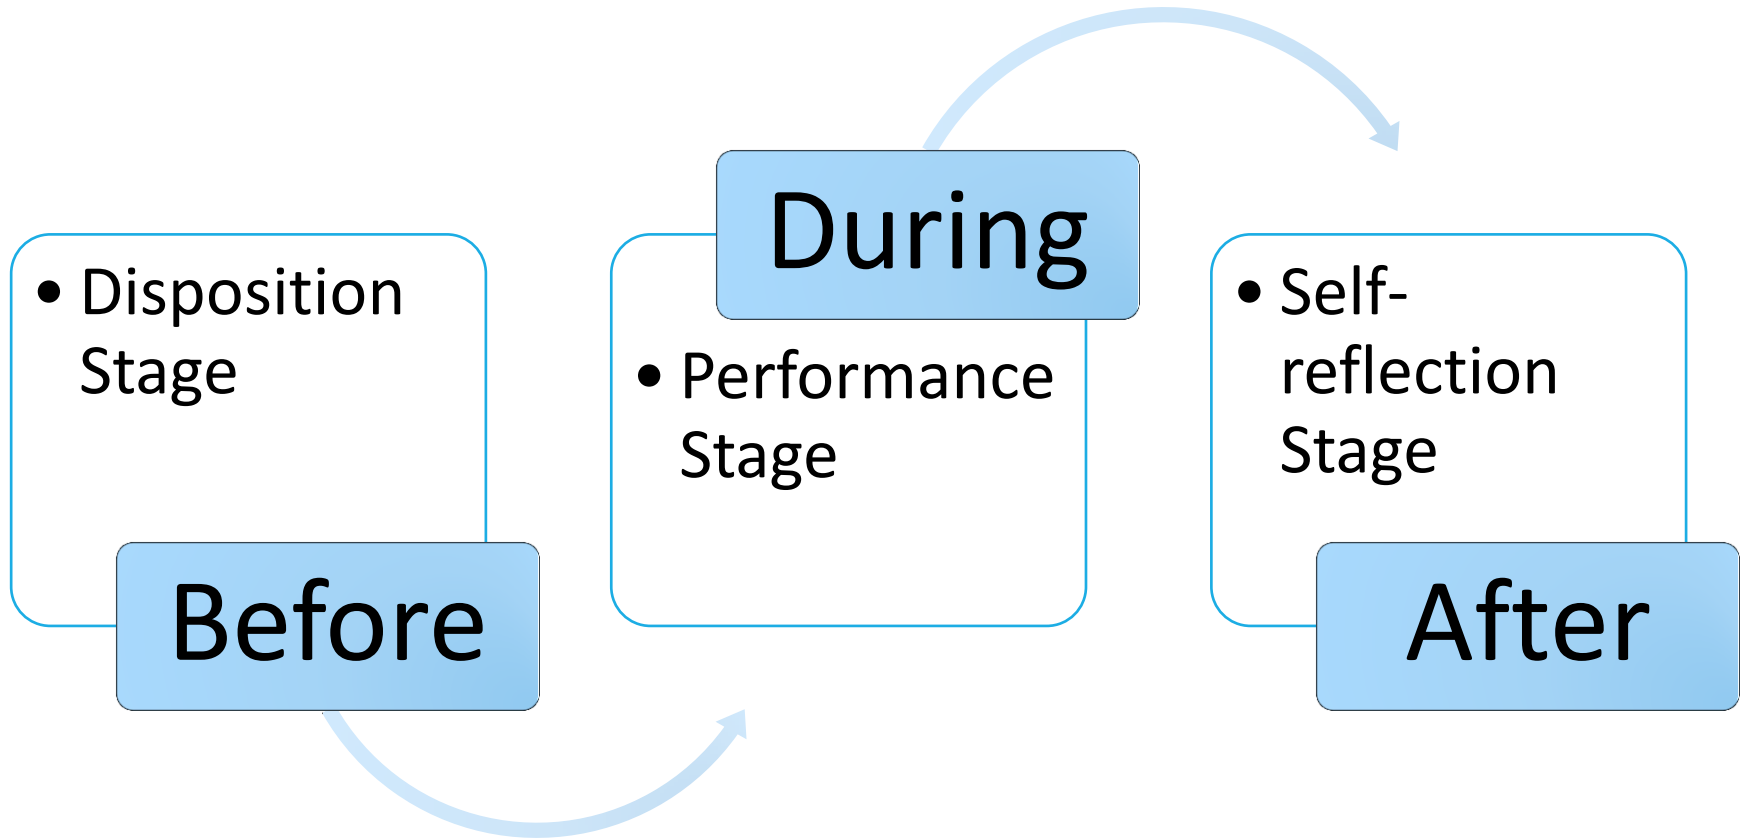 • Disposition
Stage
Before
During
• Performance
Stage
• Self-
reflection
Stage
After